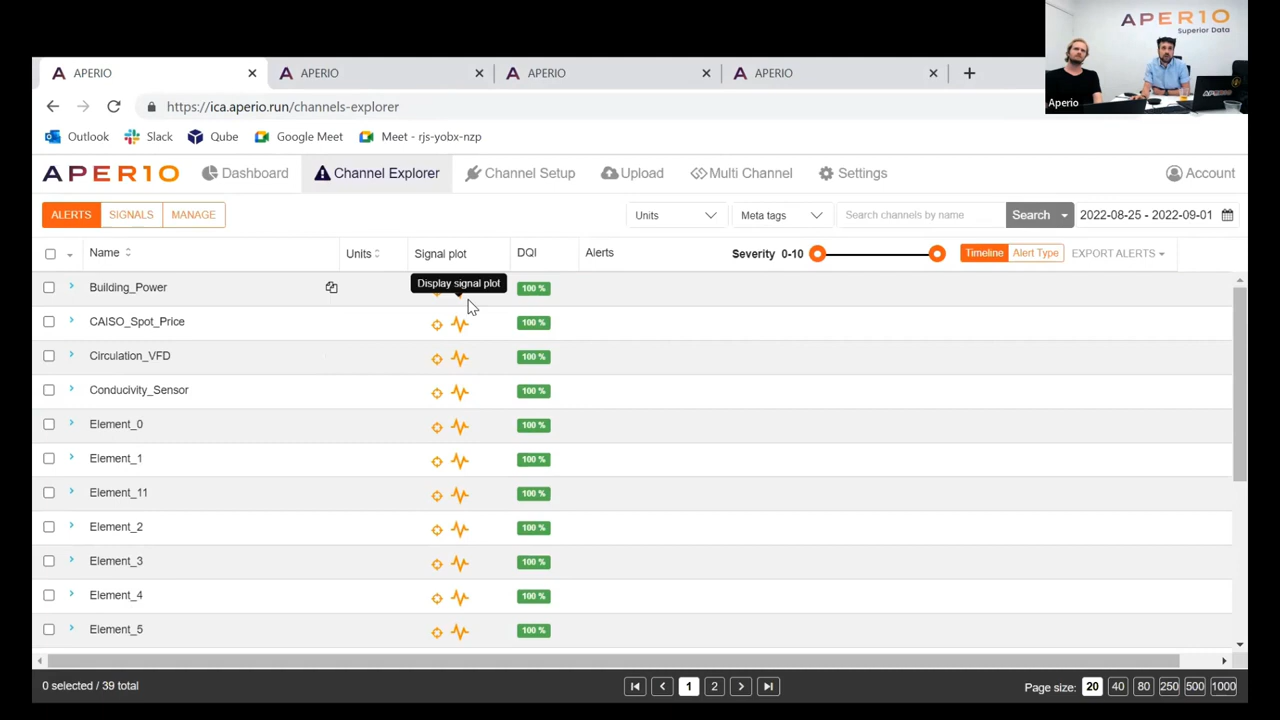 APERIO
Superior Data
Aperio
APERIO
APERIO
APERIO
APERIO
https://ica.aperio.run/channels-explorer
Outlook Slack Qube Google Meet Meet - rjs-yobx-nzp
APERIO Dashboard Channel Explorer Channel Setup Upload Multi Channel Settings Account
ALERTS SIGNALS MANAGE Units Meta tags Search channels by name Search 2022-08-25 - 2022-09-01
Name Units Signal plot DQI Alerts Severity 0-10 Timeline Alert Type EXPORT ALERTS
Display signal plot
Building_Power 100 %
CAISO_Spot_Price 100 %
Circulation_VFD 100 %
Conducivity_Sensor 100 %
Element_0 100 %
Element_1 100 %
Element_11 100 %
Element_2 100 %
Element_3 100 %
Element_4 100 %
Element_5 100 %
0 selected / 39 total 1 2 Page size: 20 40 80 250 500 1000